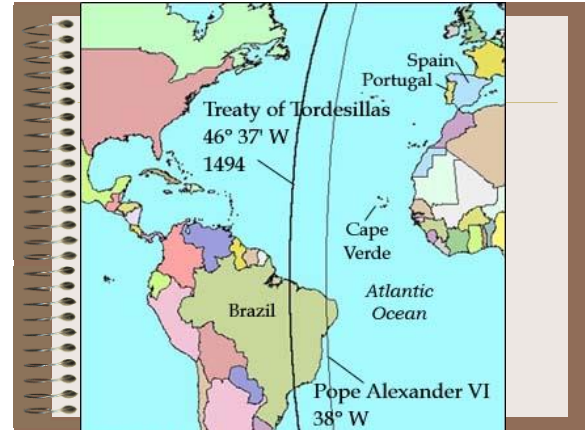 Spain
Portugal
Treaty of Tordesillas
46° 37' W
1494
Cape
Verde
Brazil
Atlantic
Ocean
Pope Alexander VI
38° W